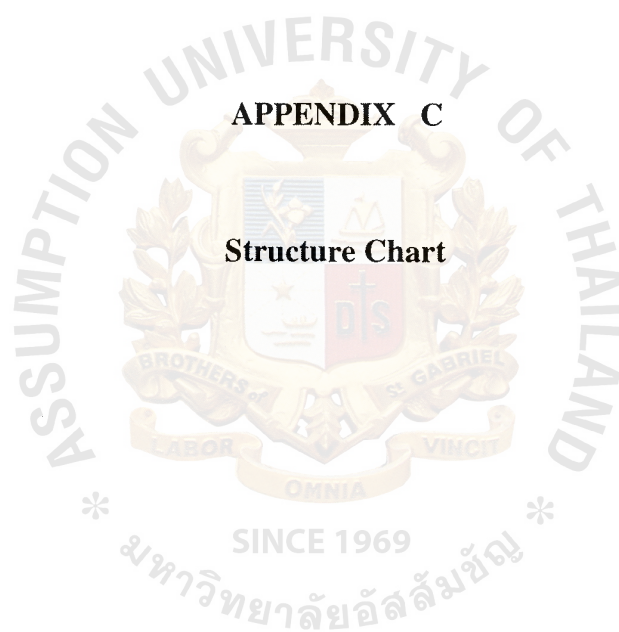 ASSUMPTION UNIVERSITY OF THAILAND
APPENDIX C
Structure Chart
D S
BROTHERS of St GABRIEL
LABOR
OMNIA
VINCIT
* SINCE 1969 *
มหาวิทยาลัยอัสสัมชัญ